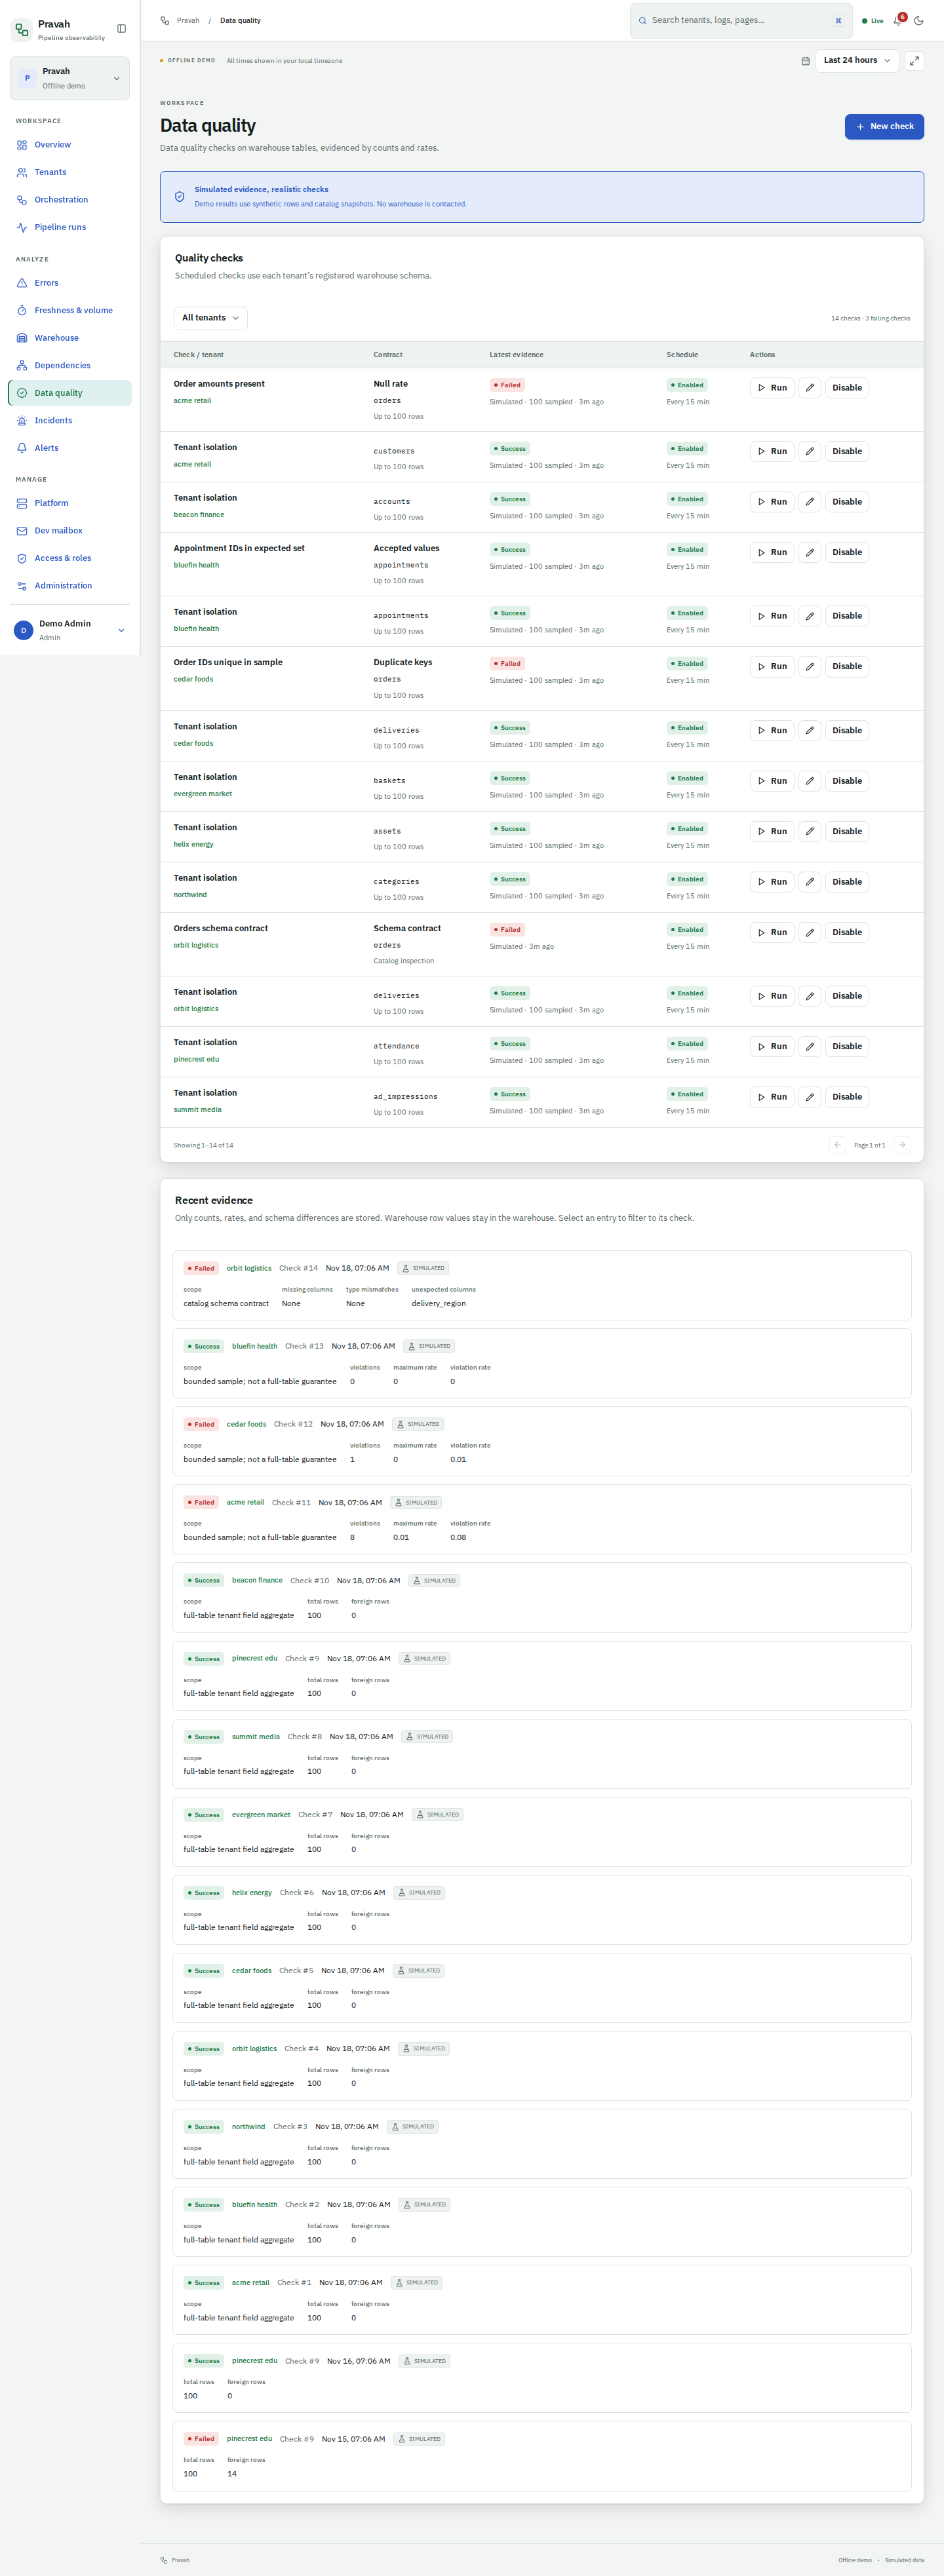 Pravah
Pipeline observability
P
Pravah
Offline demo
WORKSPACE
Overview
Tenants
Orchestration
Pipeline runs
ANALYZE
Errors
Freshness & volume
Warehouse
Dependencies
Data quality
Incidents
Alerts
MANAGE
Platform
Dev mailbox
Access & roles
Administration
D
Demo Admin
Admin
Pravah / Data quality
Search tenants, logs, pages...
⌘
Live
6
OFFLINE DEMO All times shown in your local timezone
Last 24 hours
WORKSPACE
Data quality
Data quality checks on warehouse tables, evidenced by counts and rates.
New check
Simulated evidence, realistic checks
Demo results use synthetic rows and catalog snapshots. No warehouse is contacted.
Quality checks
Scheduled checks use each tenant's registered warehouse schema.
All tenants
14 checks · 3 failing checks
Check / tenant Contract Latest evidence Schedule Actions
Order amounts present Null rate Failed Enabled Run Disable
acme retail orders Simulated · 100 sampled · 3m ago Every 15 min
Up to 100 rows
Tenant isolation customers Success Enabled Run Disable
acme retail Up to 100 rows Simulated · 100 sampled · 3m ago Every 15 min
Tenant isolation accounts Success Enabled Run Disable
beacon finance Up to 100 rows Simulated · 100 sampled · 3m ago Every 15 min
Appointment IDs in expected set Accepted values Success Enabled Run Disable
bluefin health appointments Simulated · 100 sampled · 3m ago Every 15 min
Up to 100 rows
Tenant isolation appointments Success Enabled Run Disable
bluefin health Up to 100 rows Simulated · 100 sampled · 3m ago Every 15 min
Order IDs unique in sample Duplicate keys Failed Enabled Run Disable
cedar foods orders Simulated · 100 sampled · 3m ago Every 15 min
Up to 100 rows
Tenant isolation deliveries Success Enabled Run Disable
cedar foods Up to 100 rows Simulated · 100 sampled · 3m ago Every 15 min
Tenant isolation baskets Success Enabled Run Disable
evergreen market Up to 100 rows Simulated · 100 sampled · 3m ago Every 15 min
Tenant isolation assets Success Enabled Run Disable
helix energy Up to 100 rows Simulated · 100 sampled · 3m ago Every 15 min
Tenant isolation categories Success Enabled Run Disable
northwind Up to 100 rows Simulated · 100 sampled · 3m ago Every 15 min
Orders schema contract Schema contract Failed Enabled Run Disable
orbit logistics orders Simulated · 3m ago Every 15 min
Catalog inspection
Tenant isolation deliveries Success Enabled Run Disable
orbit logistics Up to 100 rows Simulated · 100 sampled · 3m ago Every 15 min
Tenant isolation attendance Success Enabled Run Disable
pinecrest edu Up to 100 rows Simulated · 100 sampled · 3m ago Every 15 min
Tenant isolation ad_impressions Success Enabled Run Disable
summit media Up to 100 rows Simulated · 100 sampled · 3m ago Every 15 min
Showing 1–14 of 14
Page 1 of 1
Recent evidence
Only counts, rates, and schema differences are stored. Warehouse row values stay in the warehouse. Select an entry to filter to its check.
Failed orbit logistics Check #14 Nov 18, 07:06 AM SIMULATED
scope missing columns type mismatches unexpected columns
catalog schema contract None None delivery_region
Success bluefin health Check #13 Nov 18, 07:06 AM SIMULATED
scope violations maximum rate violation rate
bounded sample; not a full-table guarantee 0 0 0
Failed cedar foods Check #12 Nov 18, 07:06 AM SIMULATED
scope violations maximum rate violation rate
bounded sample; not a full-table guarantee 1 0 0.01
Failed acme retail Check #11 Nov 18, 07:06 AM SIMULATED
scope violations maximum rate violation rate
bounded sample; not a full-table guarantee 8 0.01 0.08
Success beacon finance Check #10 Nov 18, 07:06 AM SIMULATED
scope total rows foreign rows
full-table tenant field aggregate 100 0
Success pinecrest edu Check #9 Nov 18, 07:06 AM SIMULATED
scope total rows foreign rows
full-table tenant field aggregate 100 0
Success summit media Check #8 Nov 18, 07:06 AM SIMULATED
scope total rows foreign rows
full-table tenant field aggregate 100 0
Success evergreen market Check #7 Nov 18, 07:06 AM SIMULATED
scope total rows foreign rows
full-table tenant field aggregate 100 0
Success helix energy Check #6 Nov 18, 07:06 AM SIMULATED
scope total rows foreign rows
full-table tenant field aggregate 100 0
Success cedar foods Check #5 Nov 18, 07:06 AM SIMULATED
scope total rows foreign rows
full-table tenant field aggregate 100 0
Success orbit logistics Check #4 Nov 18, 07:06 AM SIMULATED
scope total rows foreign rows
full-table tenant field aggregate 100 0
Success northwind Check #3 Nov 18, 07:06 AM SIMULATED
scope total rows foreign rows
full-table tenant field aggregate 100 0
Success bluefin health Check #2 Nov 18, 07:06 AM SIMULATED
scope total rows foreign rows
full-table tenant field aggregate 100 0
Success acme retail Check #1 Nov 18, 07:06 AM SIMULATED
scope total rows foreign rows
full-table tenant field aggregate 100 0
Success pinecrest edu Check #9 Nov 16, 07:06 AM SIMULATED
total rows foreign rows
100 0
Failed pinecrest edu Check #9 Nov 15, 07:06 AM SIMULATED
total rows foreign rows
100 14
Pravah
Offline demo • Simulated data